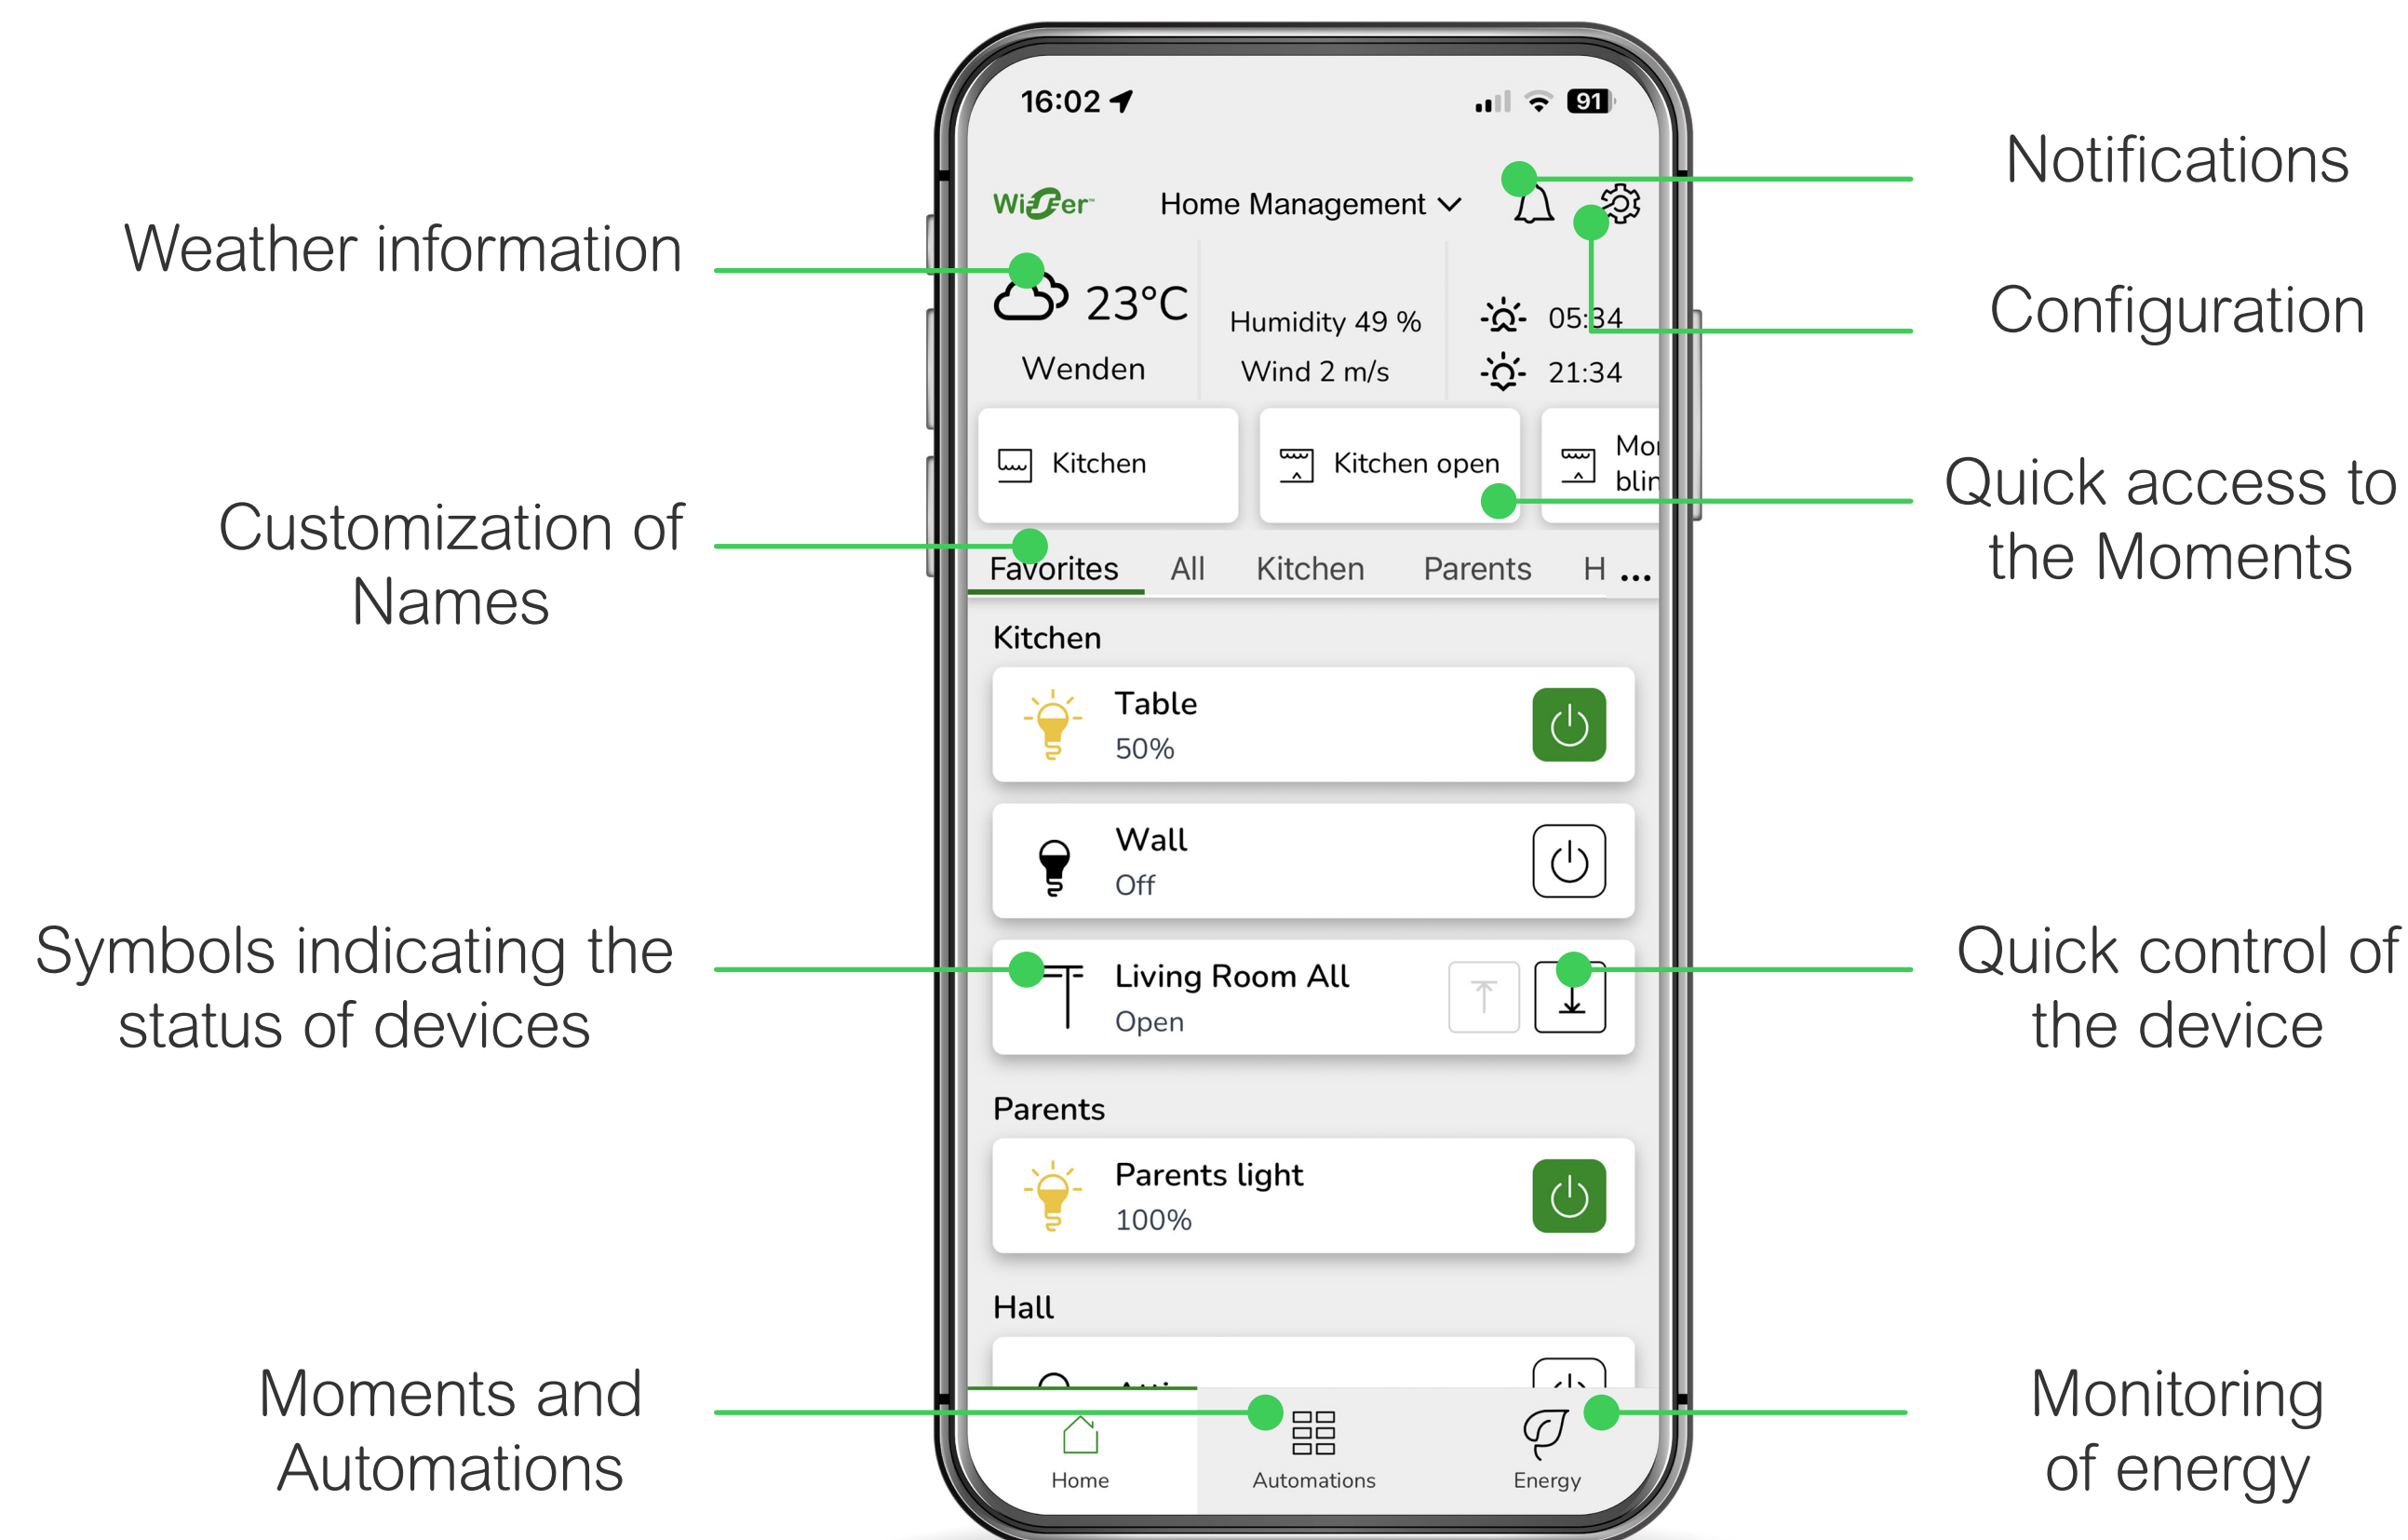 16:02
91
Notifications
Wiser™
Home Management
Weather information
Configuration
23°C
Humidity 49 %
05:34
Wenden
Wind 2 m/s
21:34
Kitchen
Kitchen open
Quick access to
the Moments
Customization of
Names
Favorites
All
Kitchen
Parents
H ...
Kitchen
Table
50%
Wall
Off
Symbols indicating the
status of devices
Living Room All
Open
Quick control of
the device
Parents
Parents light
100%
Hall
Moments and
Automations
Home
Automations
Energy
Monitoring
of energy